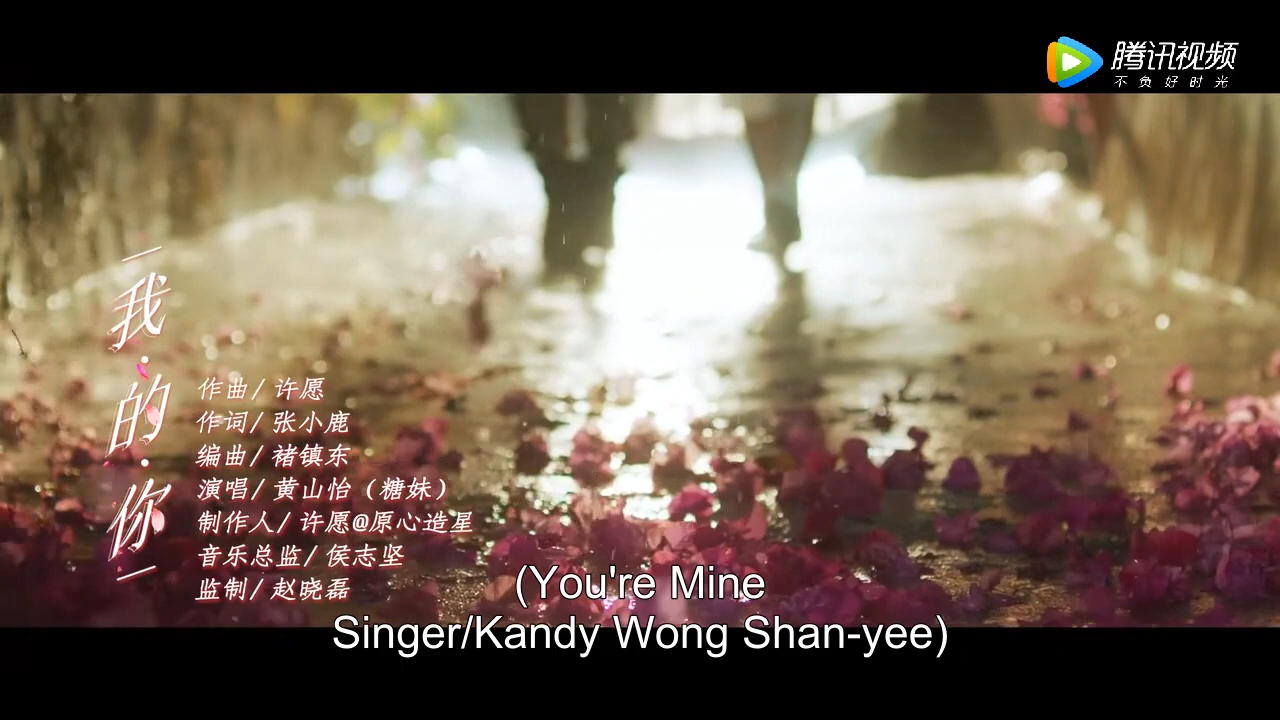 腾讯视频
不负好时光
我·的·你
作曲/许愿
作词/张小鹿
编曲/褚镇东
演唱/黄山怡（糖妹）
制作人/许愿@原心造星
音乐总监/侯志坚
监制/赵晓磊
(You're Mine
Singer/Kandy Wong Shan-yee)